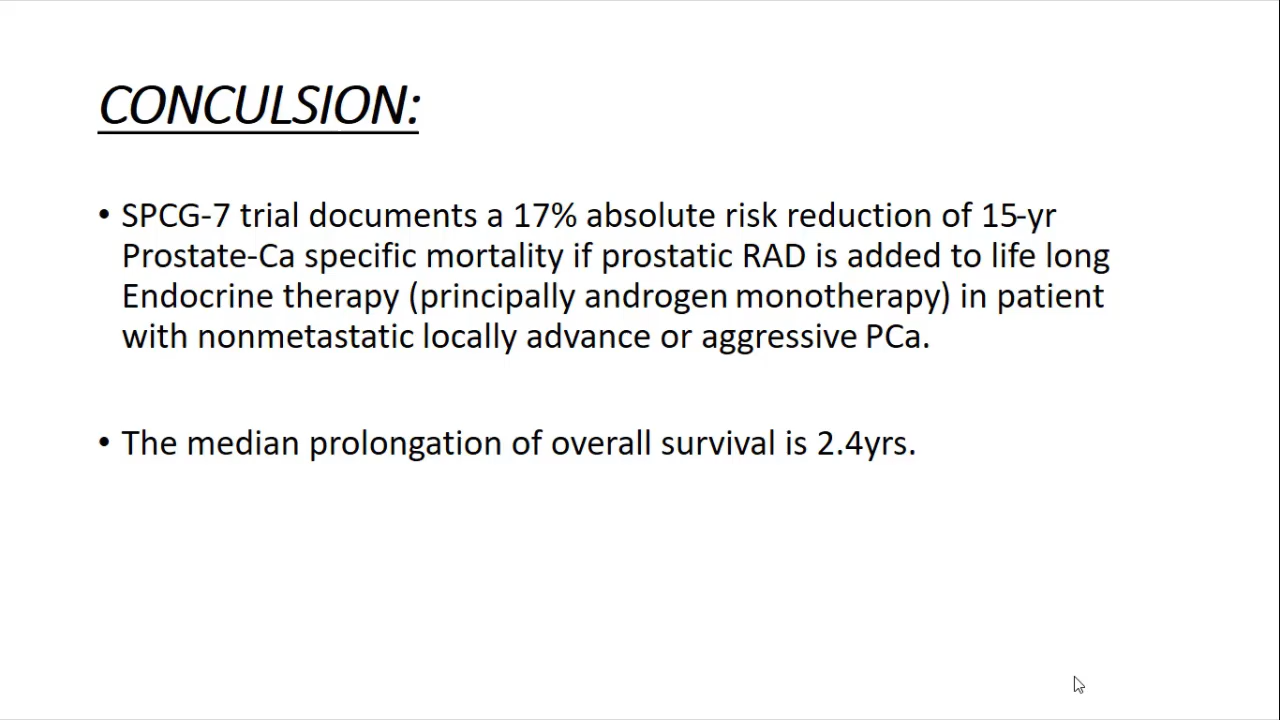 CONCULSION:
• SPCG-7 trial documents a 17% absolute risk reduction of 15-yr
Prostate-Ca specific mortality if prostatic RAD is added to life long
Endocrine therapy (principally androgen monotherapy) in patient
with nonmetastatic locally advance or aggressive PCa.
• The median prolongation of overall survival is 2.4yrs.